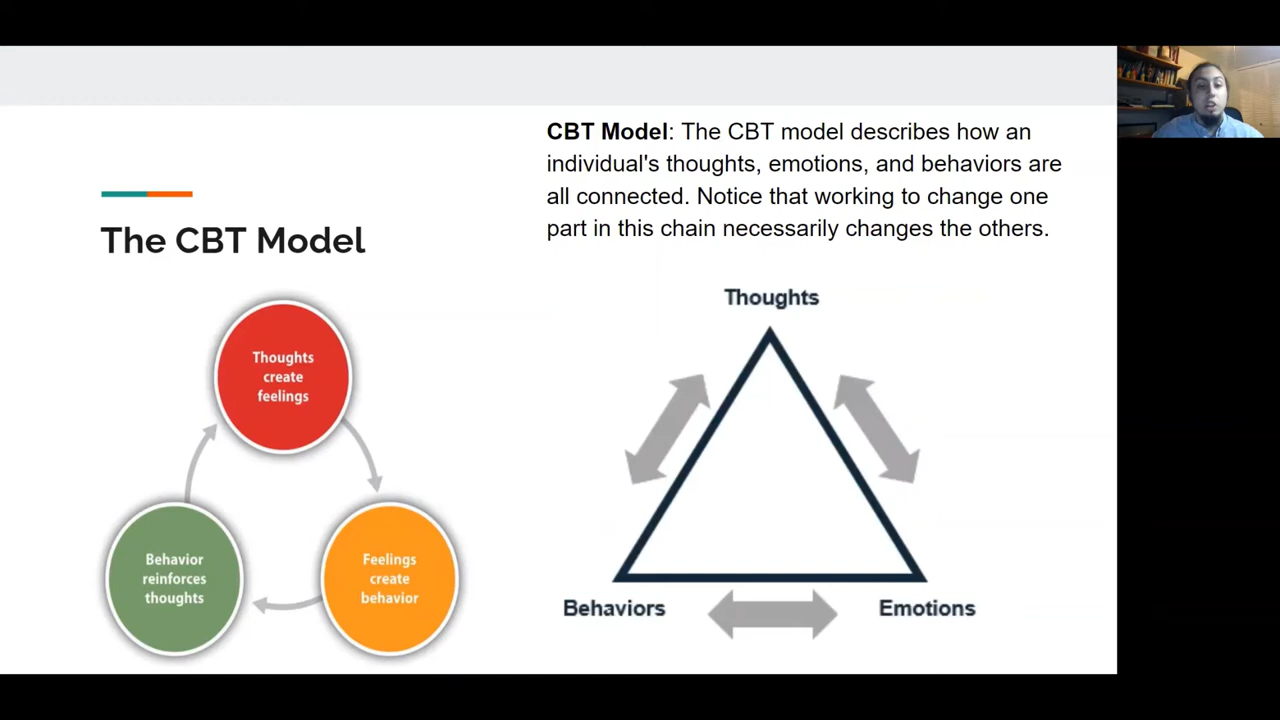 CBT Model: The CBT model describes how an
individual's thoughts, emotions, and behaviors are
all connected. Notice that working to change one
part in this chain necessarily changes the others.
The CBT Model
Thoughts
create
feelings
Behavior
reinforces
thoughts
Feelings
create
behavior
Thoughts
Behaviors
Emotions